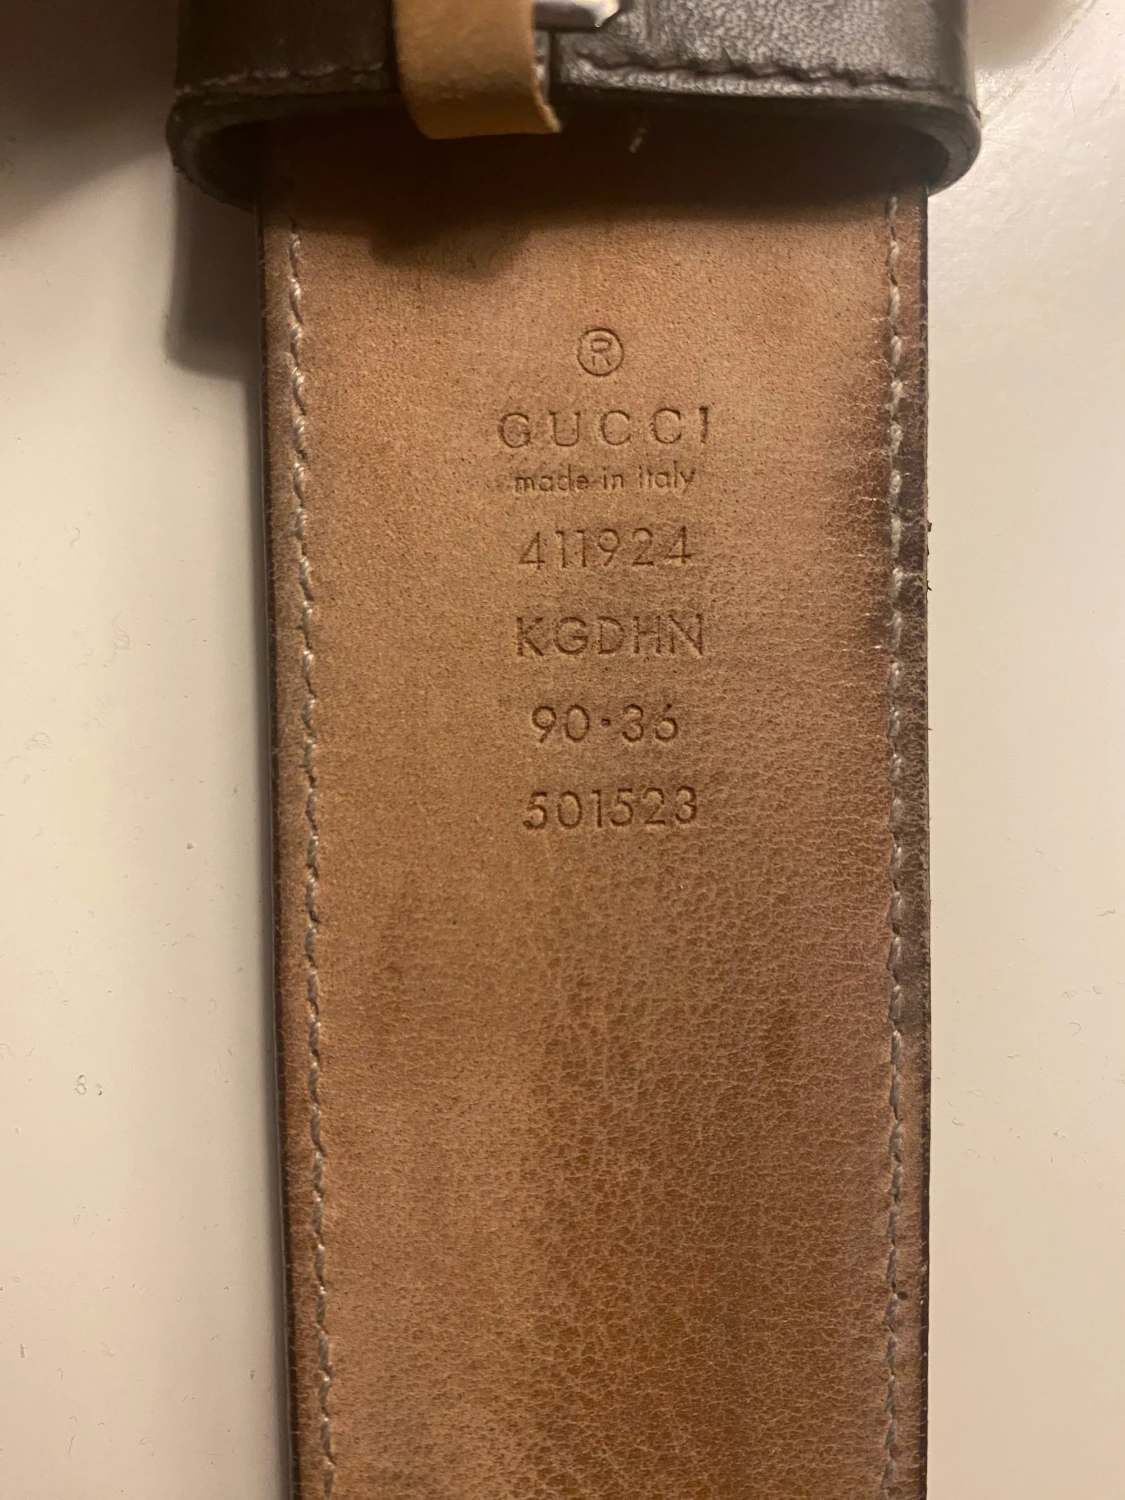 ®
GUCCI
made in italy
411924
KGDHN
90·36
501523